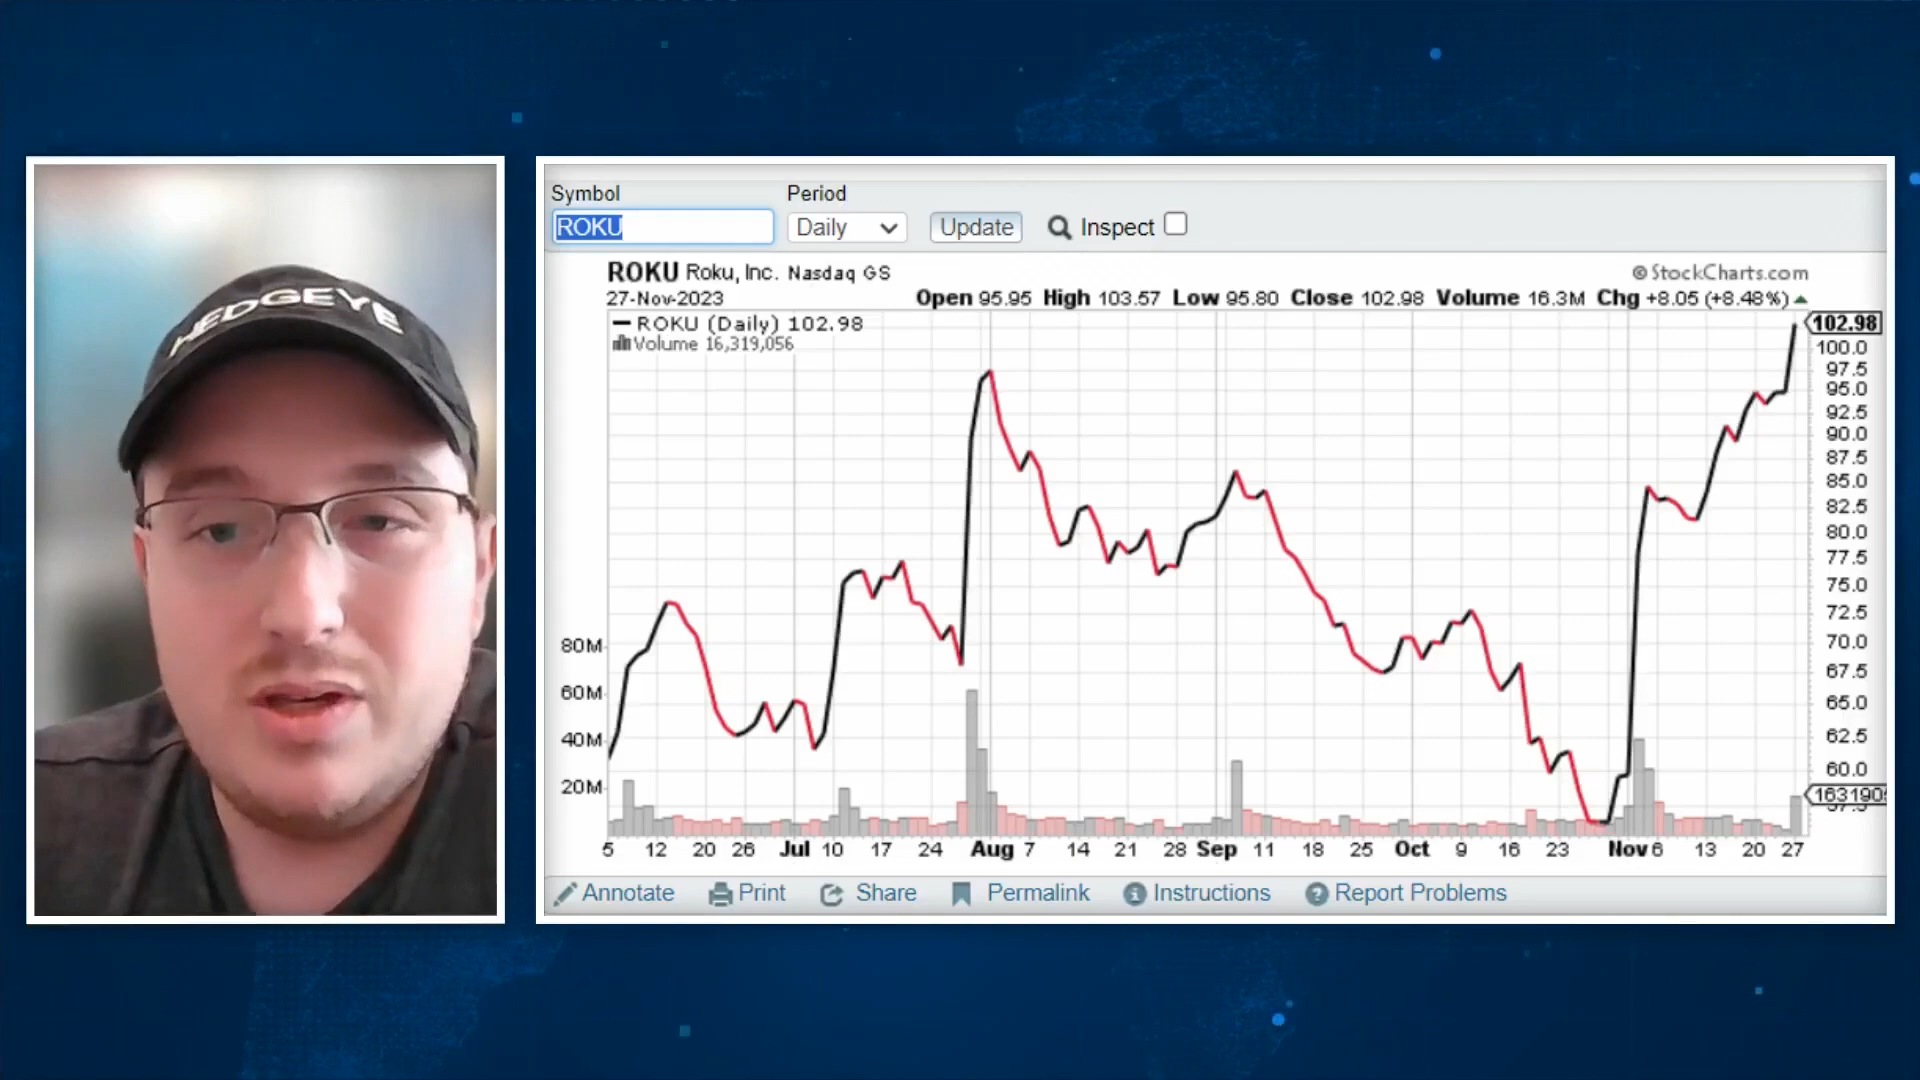 HEDGEYE
Symbol Period
ROKU Daily Update Inspect
ROKU Roku, Inc. Nasdaq GS © StockCharts.com
27-Nov-2023 Open 95.95 High 103.57 Low 95.80 Close 102.98 Volume 16.3M Chg +8.05 (+8.48%)
ROKU (Daily) 102.98
Volume 16,319,056
102.98
100.0
97.5
95.0
92.5
90.0
87.5
85.0
82.5
80.0
77.5
75.0
72.5
70.0
67.5
65.0
62.5
60.0
80M
60M
40M
20M
5 12 20 26 Jul 10 17 24 Aug 7 14 21 28 Sep 11 18 25 Oct 9 16 23 Nov 6 13 20 27
Annotate Print Share Permalink Instructions Report Problems